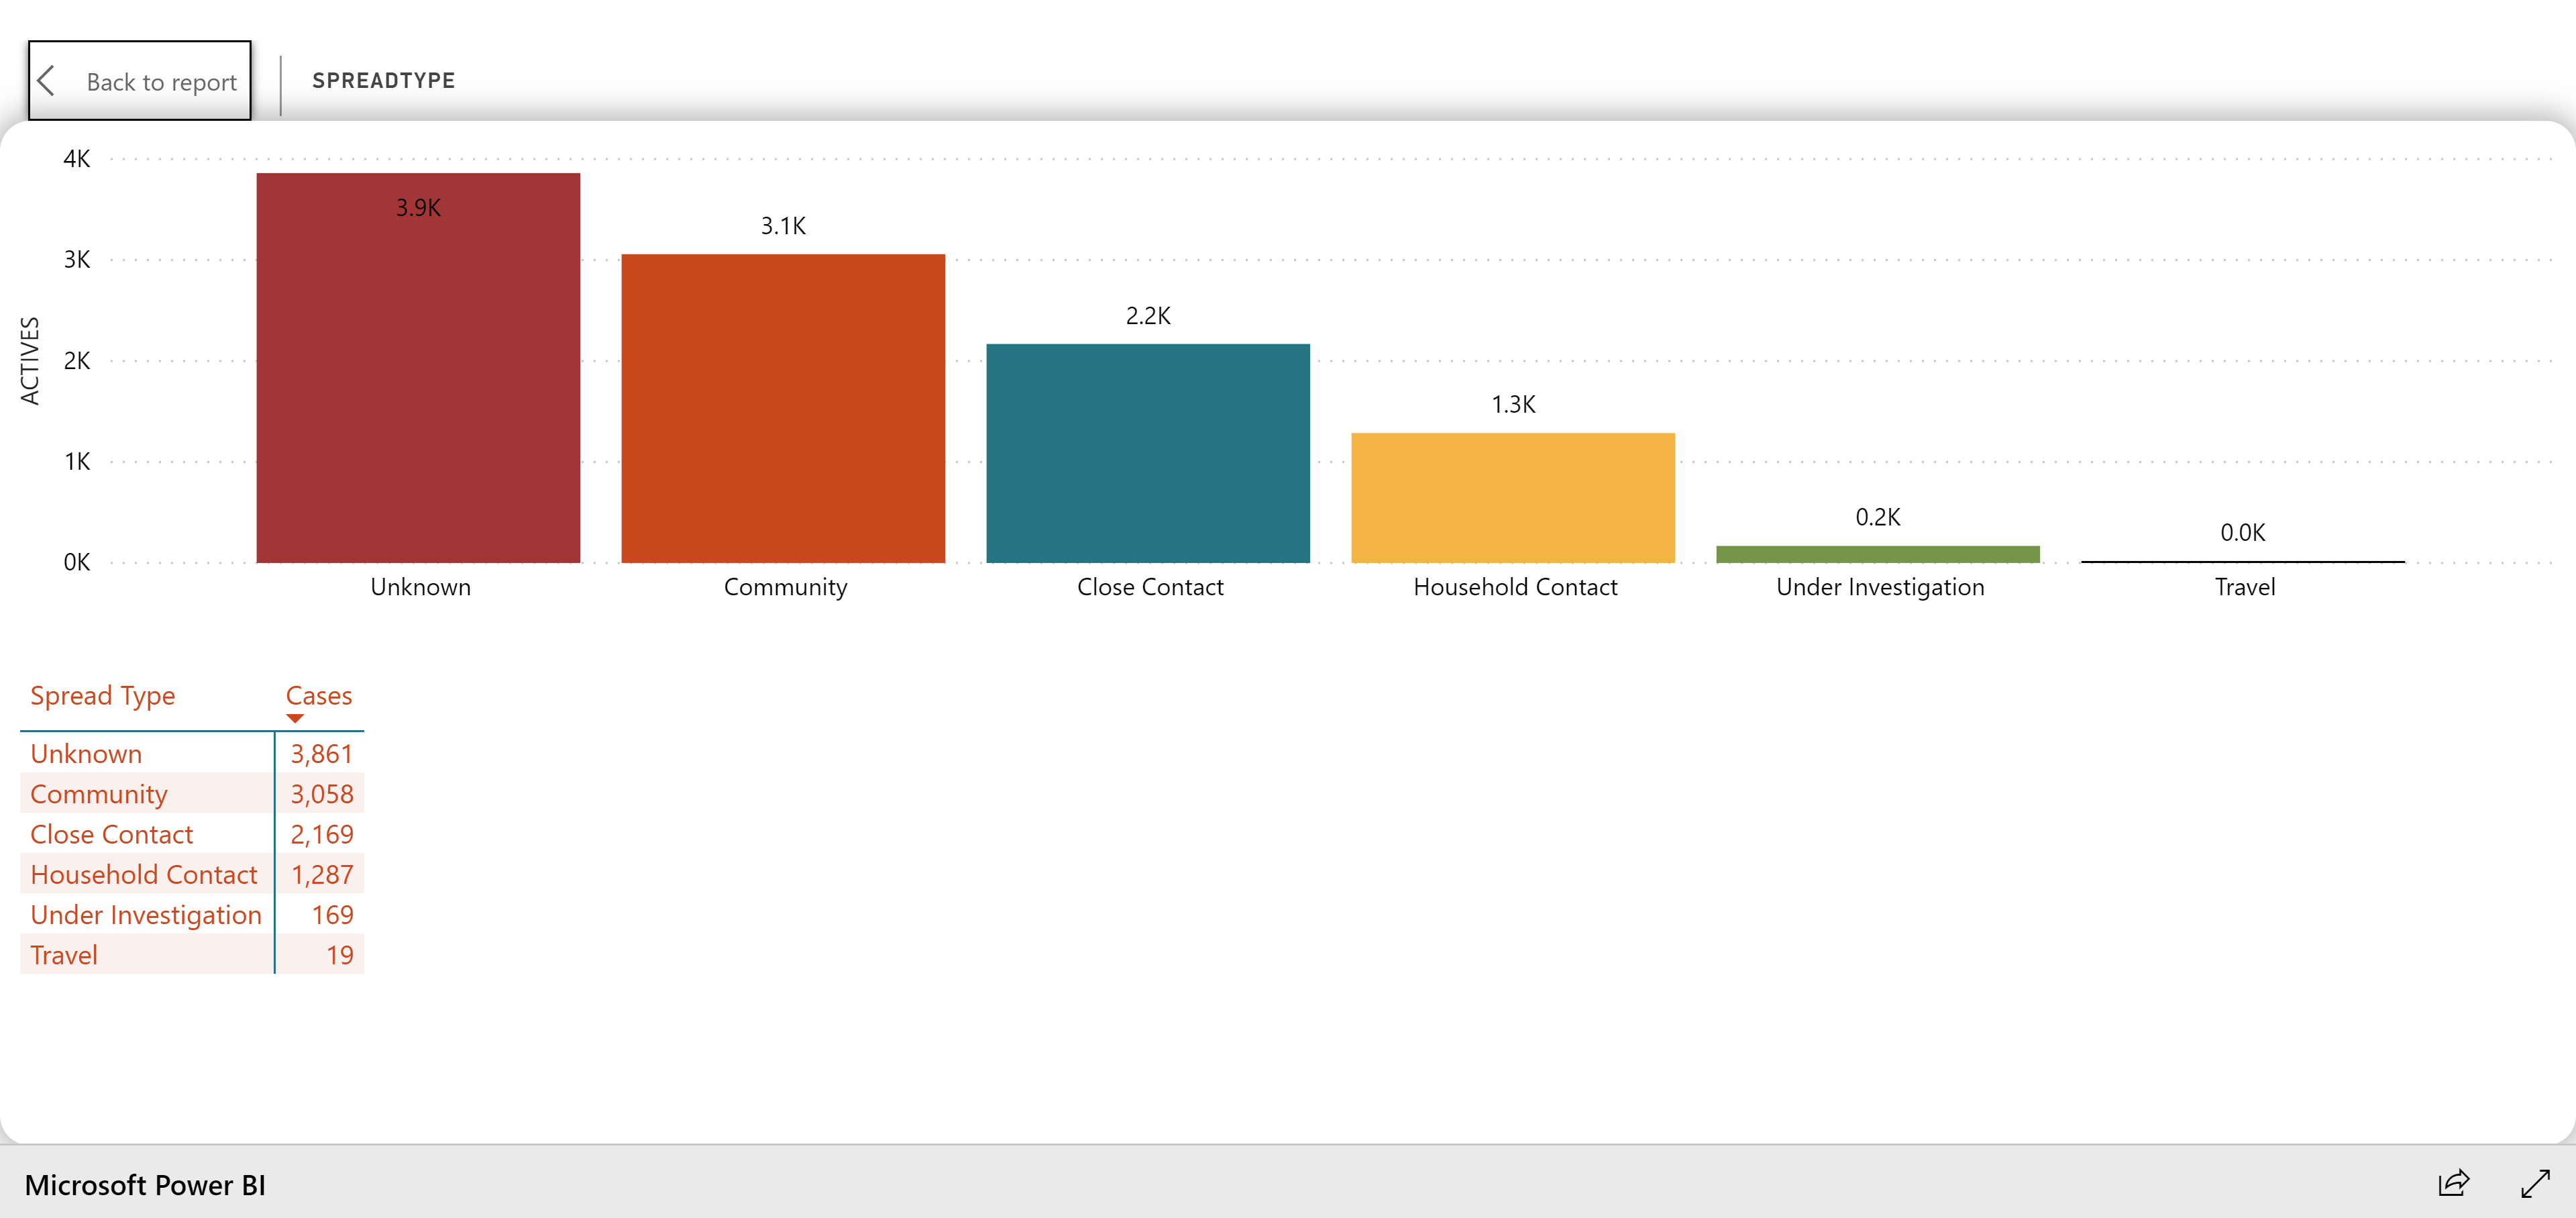 Back to report
SPREADTYPE
ACTIVES
4K
3K
2K
1K
0K
3.9K
3.1K
2.2K
1.3K
0.2K
0.0K
Unknown
Community
Close Contact
Household Contact
Under Investigation
Travel
Spread Type Cases
Unknown 3,861
Community 3,058
Close Contact 2,169
Household Contact 1,287
Under Investigation 169
Travel 19
Microsoft Power BI